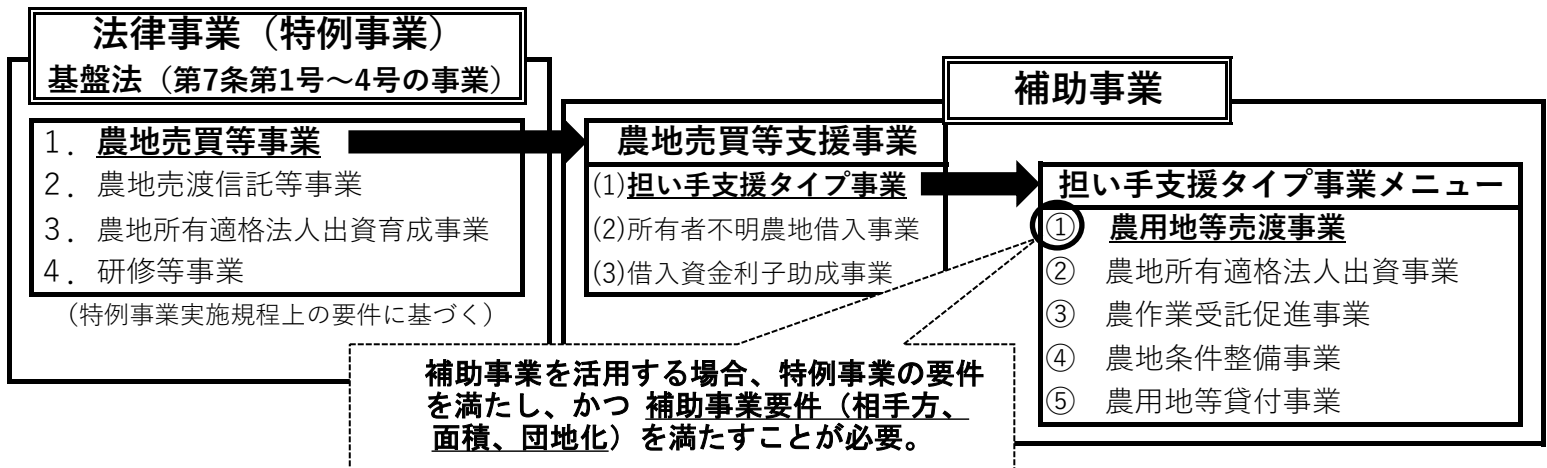 法律事業（特例事業）
基盤法（第7条第1号～4号の事業）
1．農地売買等事業
2．農地売渡信託等事業
3．農地所有適格法人出資育成事業
4．研修等事業
（特例事業実施規程上の要件に基づく）
補助事業
農地売買等支援事業
(1)担い手支援タイプ事業
(2)所有者不明農地借入事業
(3)借入資金利子助成事業
担い手支援タイプ事業メニュー
① 農用地等売渡事業
② 農地所有適格法人出資事業
③ 農作業受託促進事業
④ 農地条件整備事業
⑤ 農用地等貸付事業
補助事業を活用する場合、特例事業の要件
を満たし、かつ 補助事業要件（相手方、
面積、団地化）を満たすことが必要。